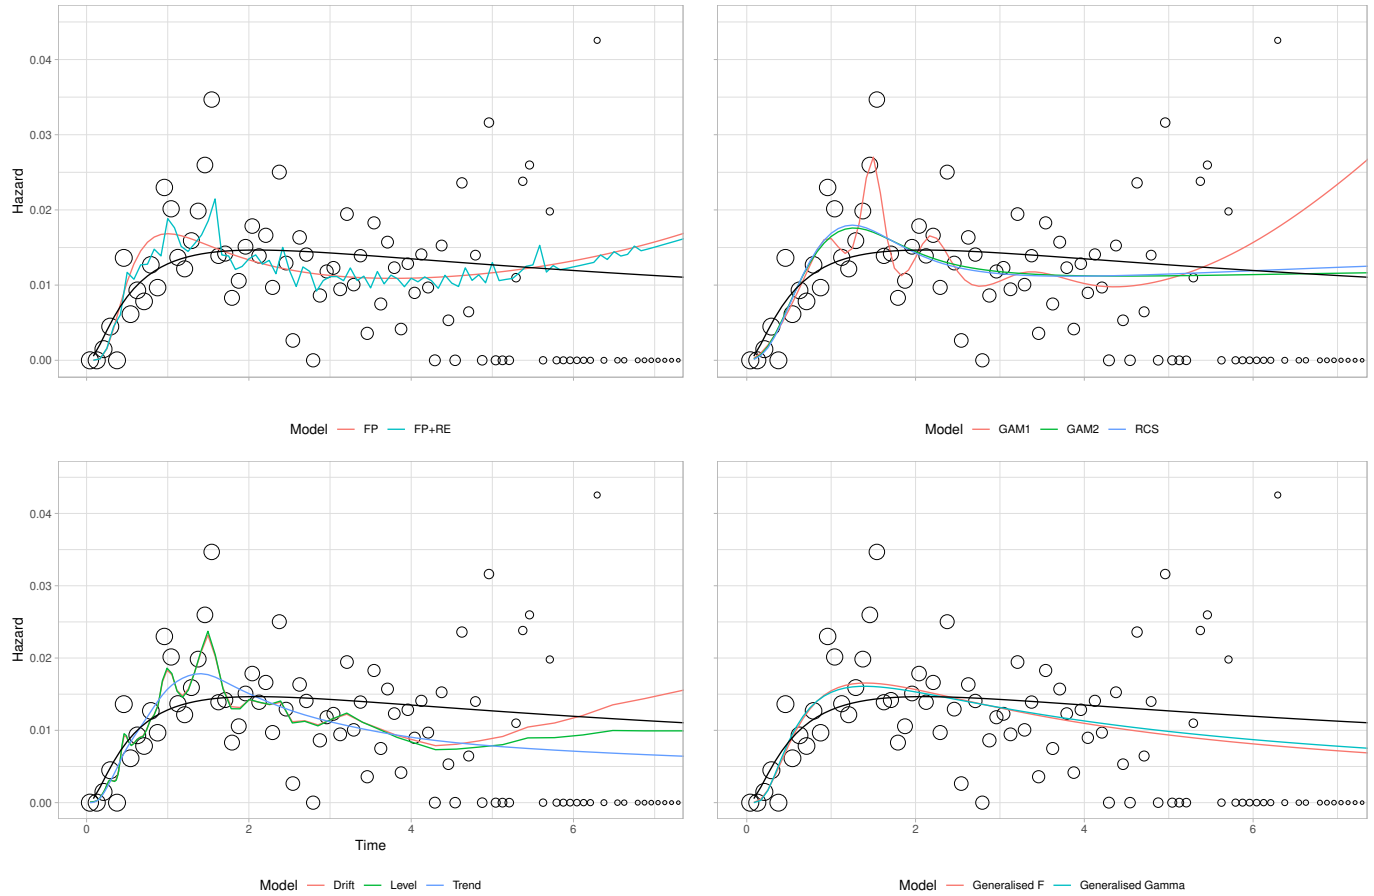 0.04
0.03
0.02
0.01
0.00
Hazard
Model FP FP+RE
Model GAM1 GAM2 RCS
0.04
0.03
0.02
0.01
0.00
Hazard
0 2 4 6
Time
0 2 4 6
Model Drift Level Trend
Model Generalised F Generalised Gamma